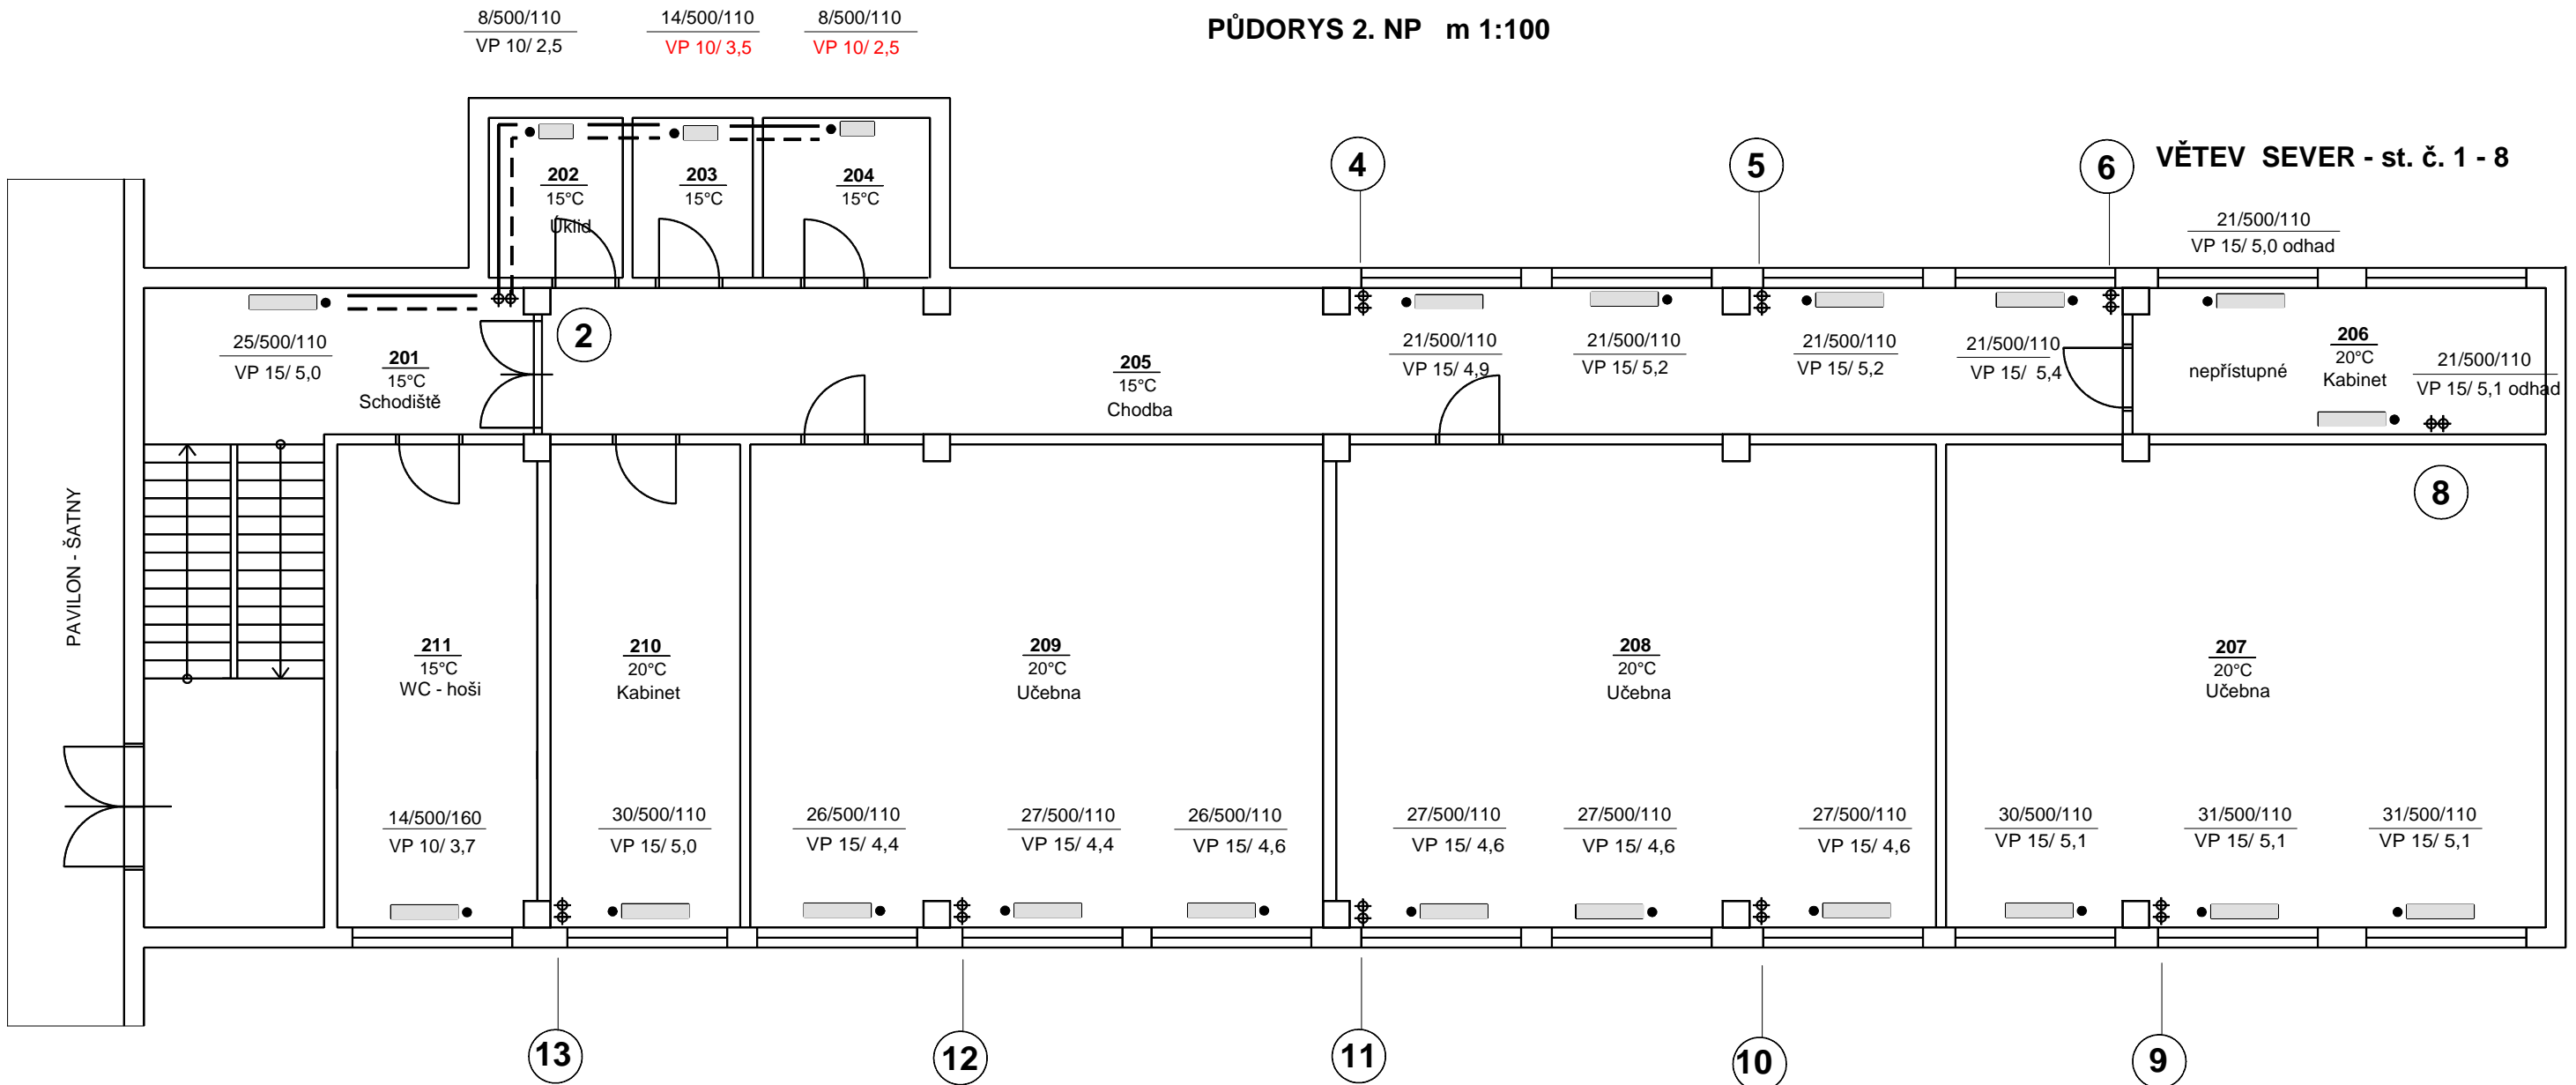 8/500/110
VP 10/ 2,5
14/500/110
VP 10/ 3,5
8/500/110
VP 10/ 2,5
PŮDORYS 2. NP m 1:100
VĚTEV SEVER - st. č. 1 - 8
4
5
6
202
15°C
Úklid
203
15°C
204
15°C
21/500/110
VP 15/ 5,0 odhad
25/500/110
VP 15/ 5,0
201
15°C
Schodiště
2
205
15°C
Chodba
21/500/110
VP 15/ 4,9
21/500/110
VP 15/ 5,2
21/500/110
VP 15/ 5,2
21/500/110
VP 15/ 5,4
nepřístupné
206
20°C
Kabinet
21/500/110
VP 15/ 5,1 odhad
8
PAVILON - ŠATNY
211
15°C
WC - hoši
210
20°C
Kabinet
209
20°C
Učebna
208
20°C
Učebna
207
20°C
Učebna
14/500/160
VP 10/ 3,7
30/500/110
VP 15/ 5,0
26/500/110
VP 15/ 4,4
27/500/110
VP 15/ 4,4
26/500/110
VP 15/ 4,6
27/500/110
VP 15/ 4,6
27/500/110
VP 15/ 4,6
27/500/110
VP 15/ 4,6
30/500/110
VP 15/ 5,1
31/500/110
VP 15/ 5,1
31/500/110
VP 15/ 5,1
13
12
11
10
9